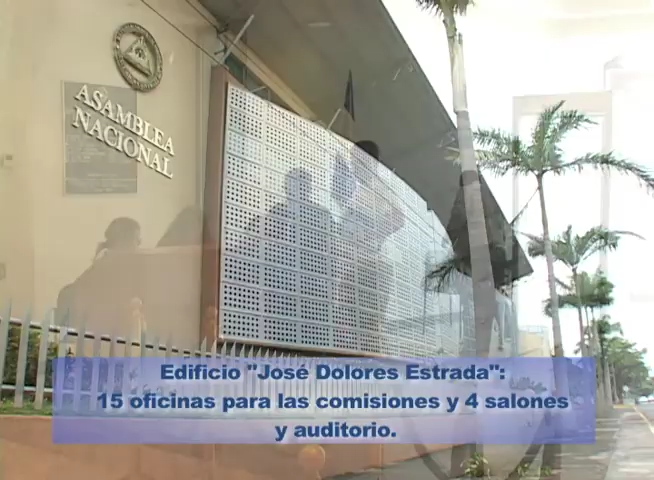 ASAMBLEA
NACIONAL
Edificio "José Dolores Estrada":
15 oficinas para las comisiones y 4 salones
y auditorio.